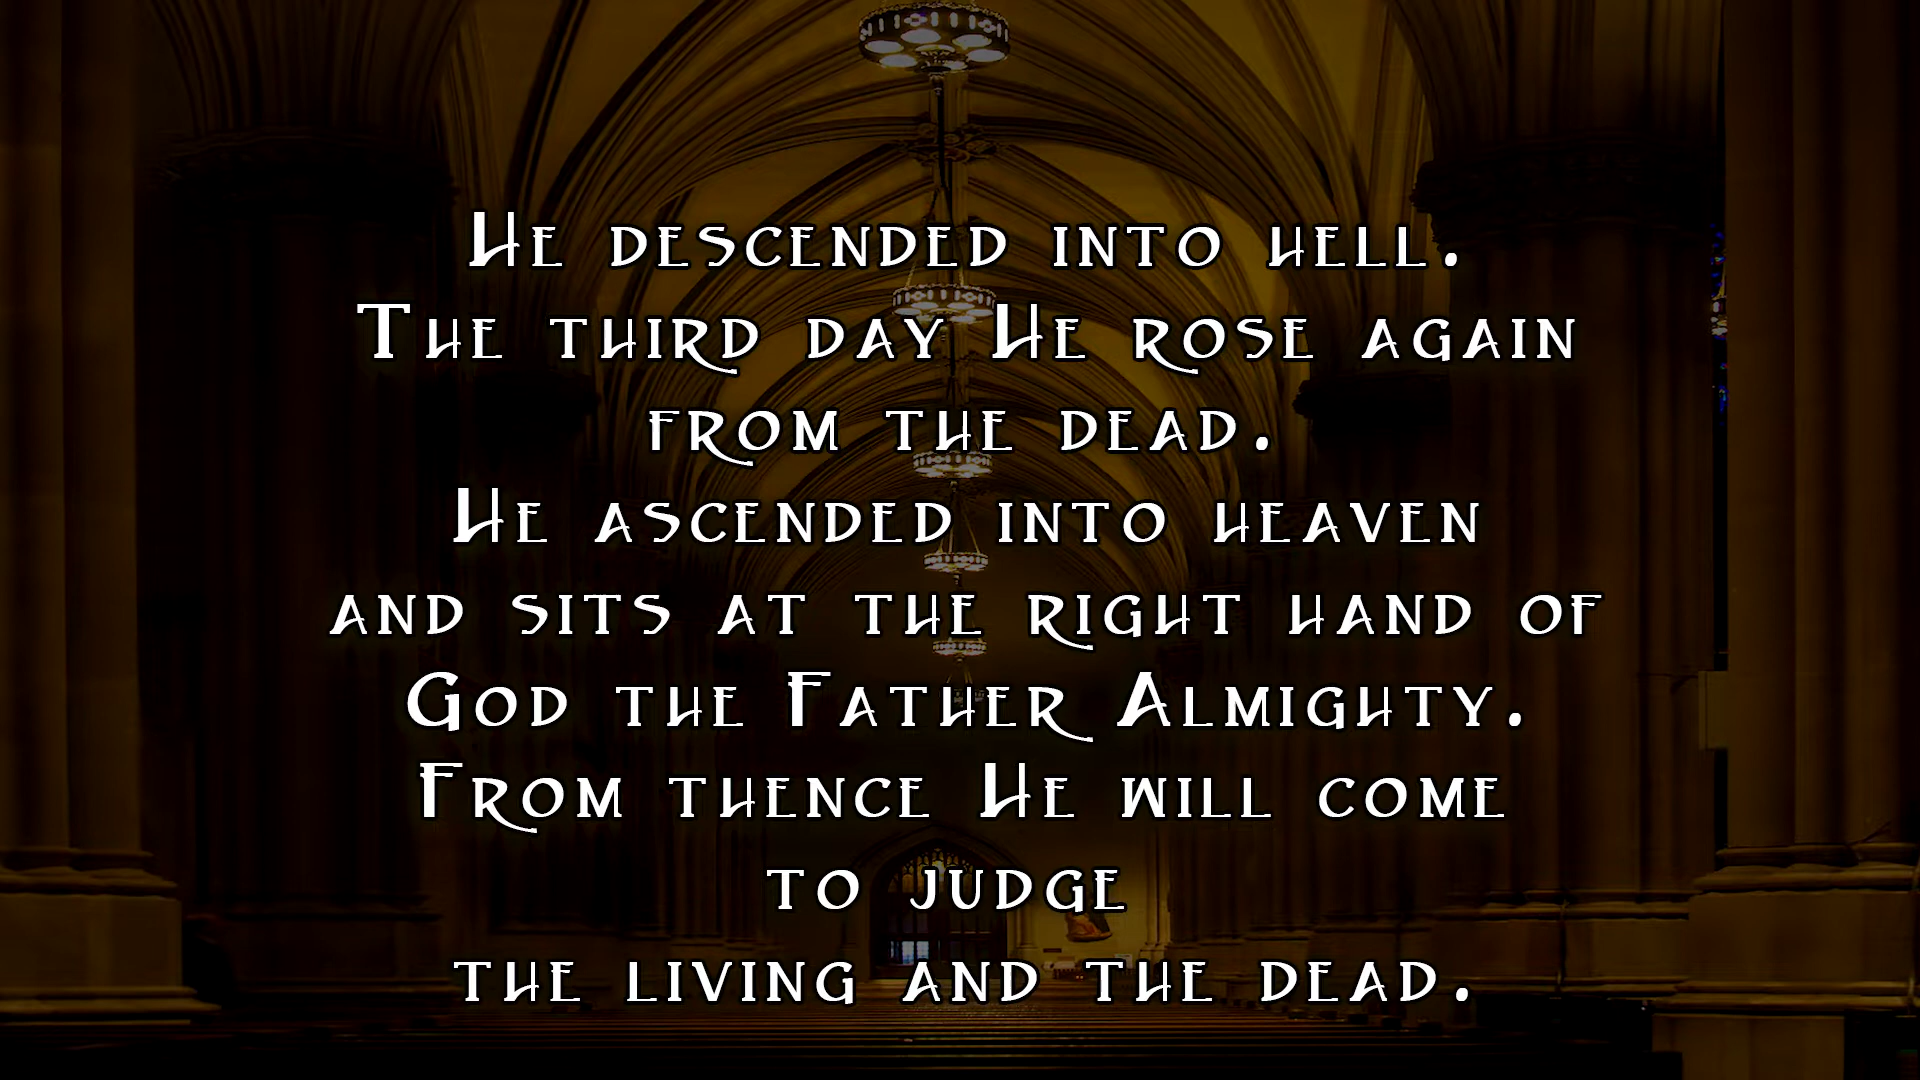 He descended into hell.
The third day He rose again
from the dead.
He ascended into heaven
and sits at the right hand of
God the Father Almighty.
From thence He will come
to judge
the living and the dead.